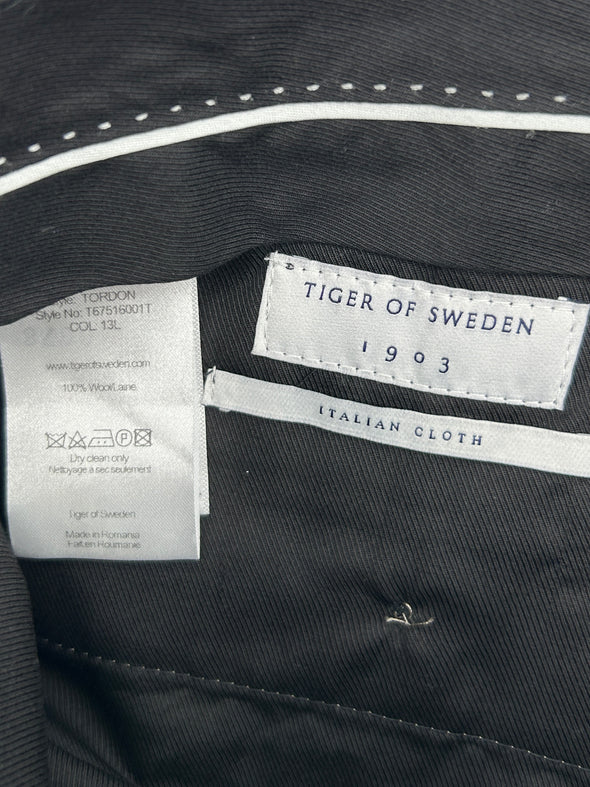 Style: TORDON
Style No: T67516001T
COL 13L
www.tigerofsweden.com
100% Wool/Laine
P
Dry clean only
Nettoyage à sec seulement
Tiger of Sweden
Made in Romania
Fait en Roumanie
TIGER OF SWEDEN
1903
ITALIAN CLOTH